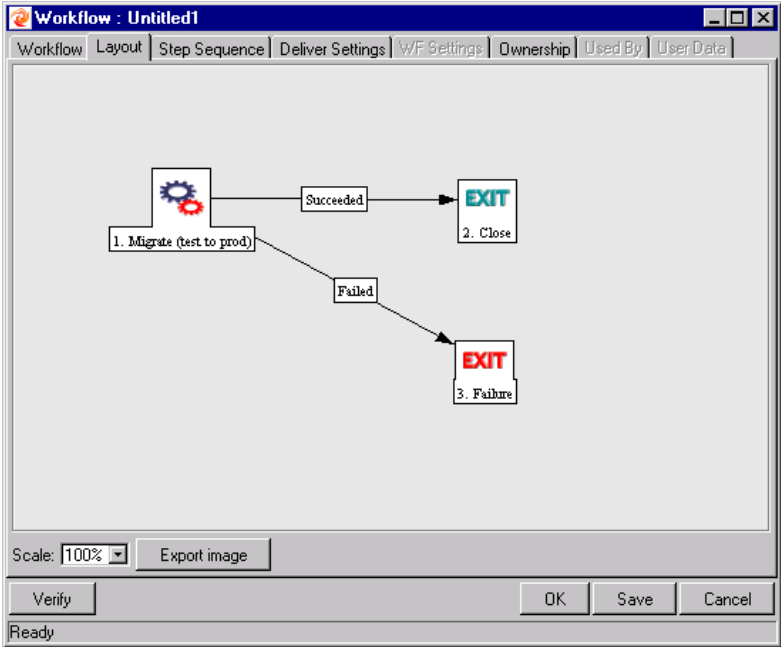 Workflow : Untitled1
Workflow Layout Step Sequence Deliver Settings WF Settings Ownership Used By User Data
Succeeded
EXIT
1. Migrate (test to prod)
2. Close
Failed
EXIT
3. Failure
Scale: 100% Export image
Verify OK Save Cancel
Ready